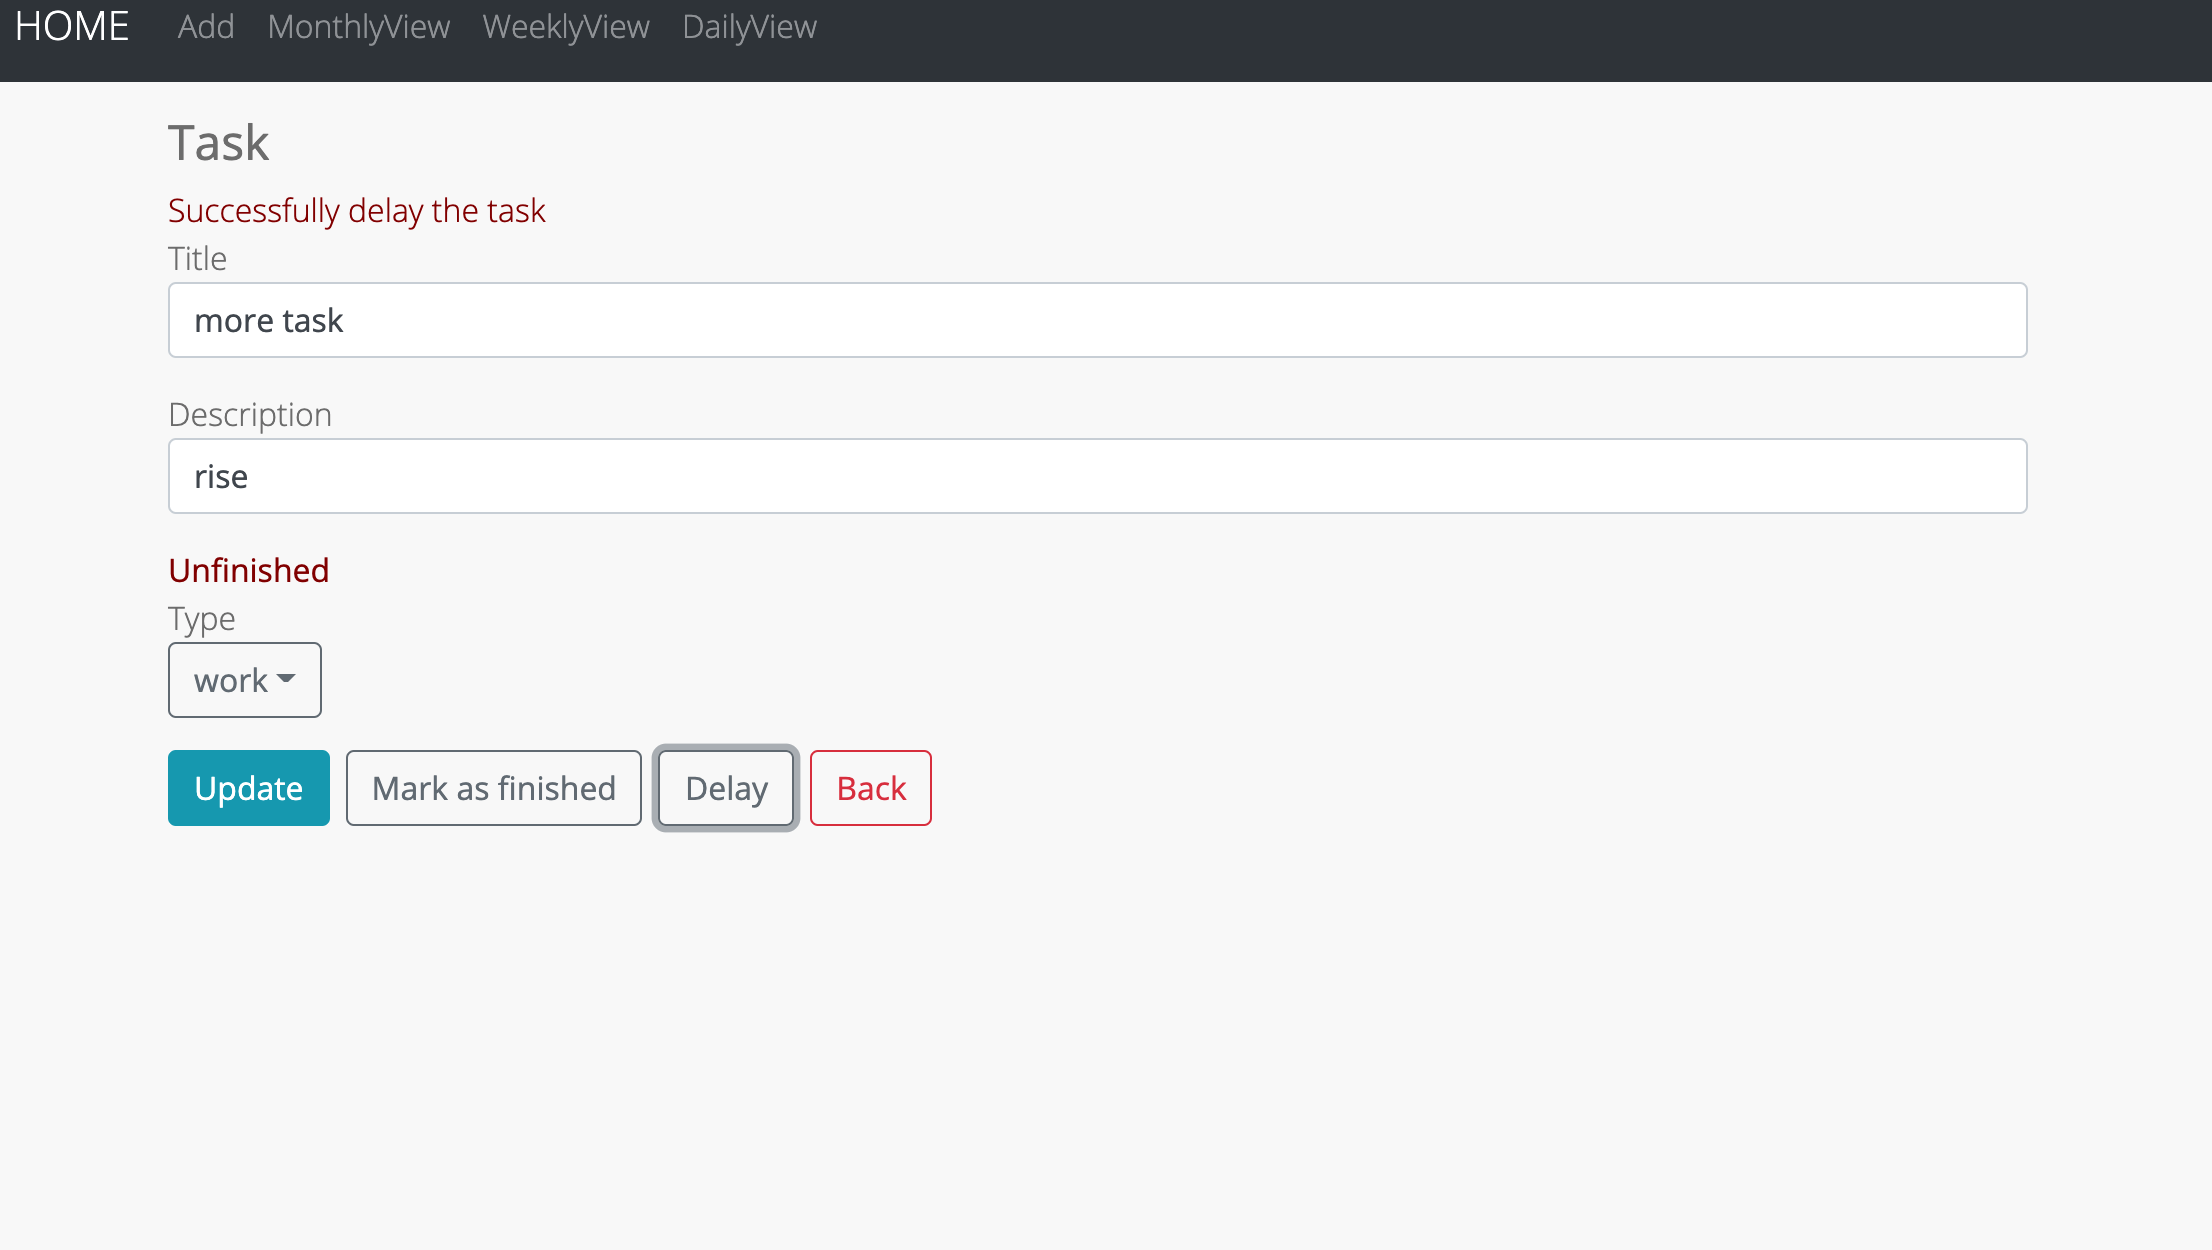 HOME Add MonthlyView WeeklyView DailyView
Task
Successfully delay the task
Title
more task
Description
rise
Unfinished
Type
work
Update Mark as finished Delay Back